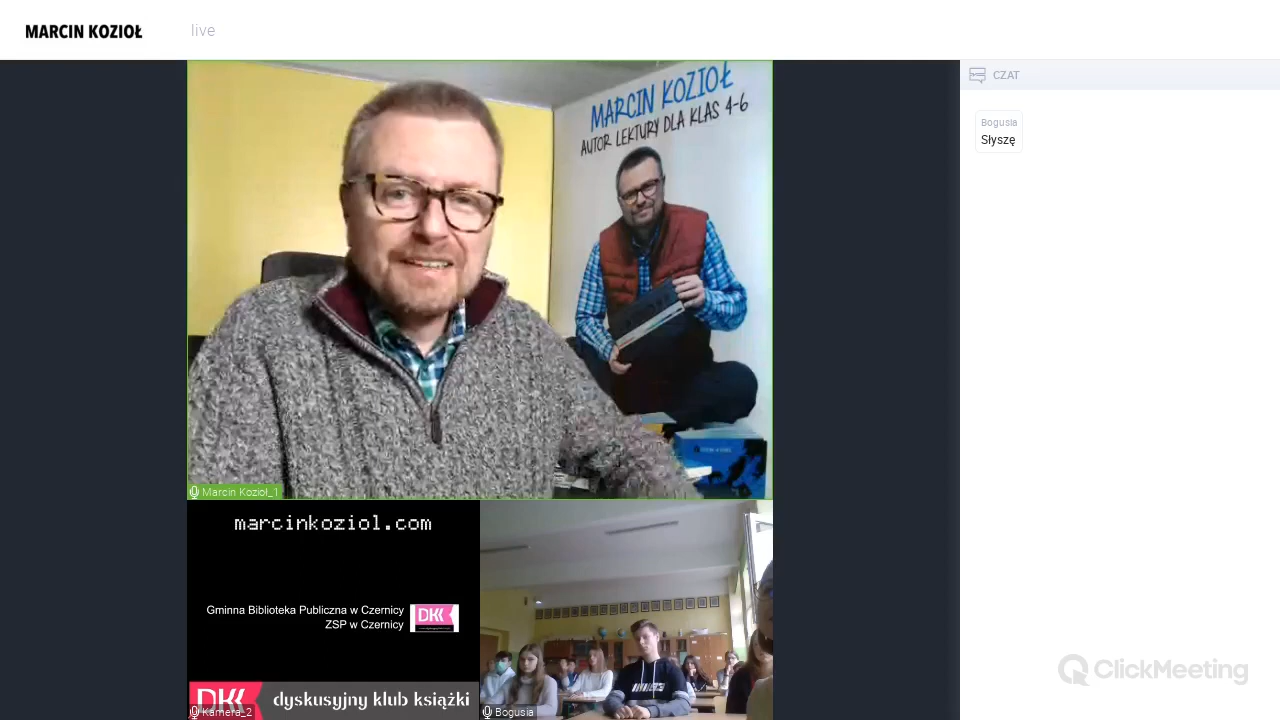 MARCIN KOZIOŁ
live
CZAT
Bogusia
Słyszę
MARCIN KOZIOŁ
AUTOR LEKTURY DLA KLAS 4-6
Marcin Kozioł_1
marcinkoziol.com
Gminna Biblioteka Publiczna w Czernicy
ZSP w Czernicy
DKK
DKK dyskusyjny klub książki
Kamera_2
Bogusia
ClickMeeting